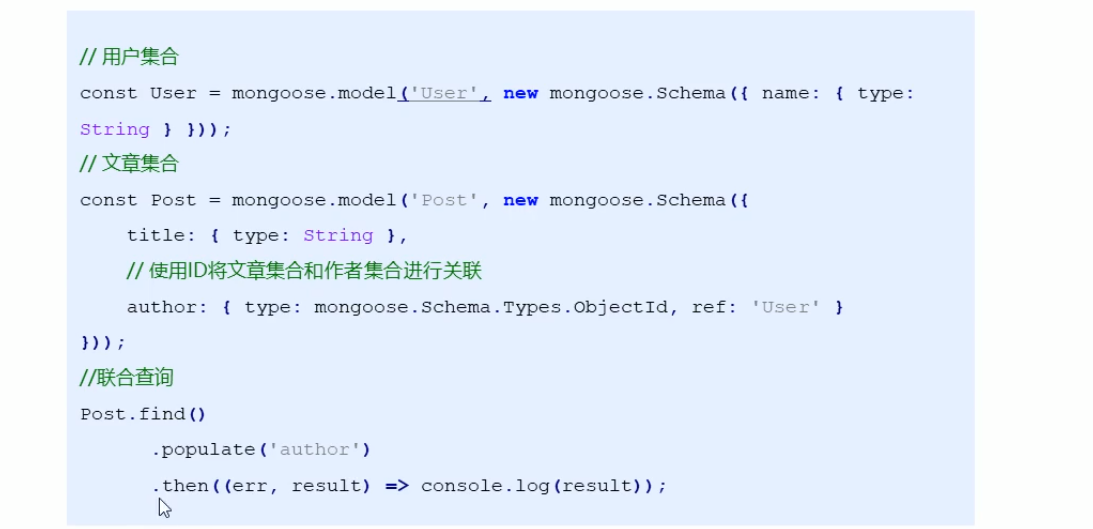 // 用户集合
const User = mongoose.model('User', new mongoose.Schema({ name: { type:
String } }));
// 文章集合
const Post = mongoose.model('Post', new mongoose.Schema({
title: { type: String },
// 使用ID将文章集合和作者集合进行关联
author: { type: mongoose.Schema.Types.ObjectId, ref: 'User' }
}));
//联合查询
Post.find()
.populate('author')
.then((err, result) => console.log(result));